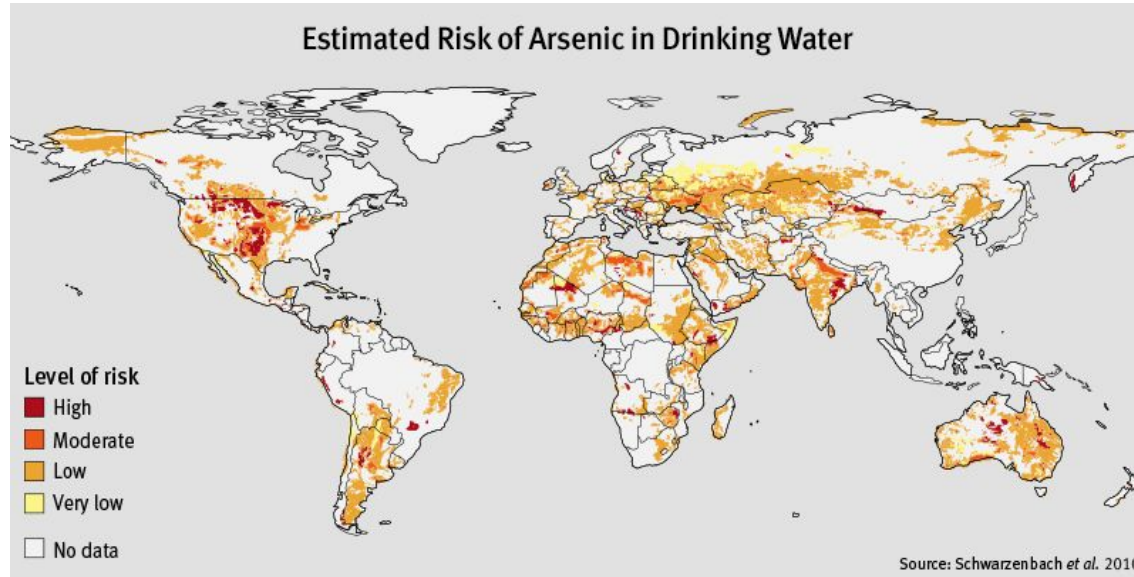 Estimated Risk of Arsenic in Drinking Water
Level of risk
High
Moderate
Low
Very low
No data
Source: Schwarzenbach et al. 2010